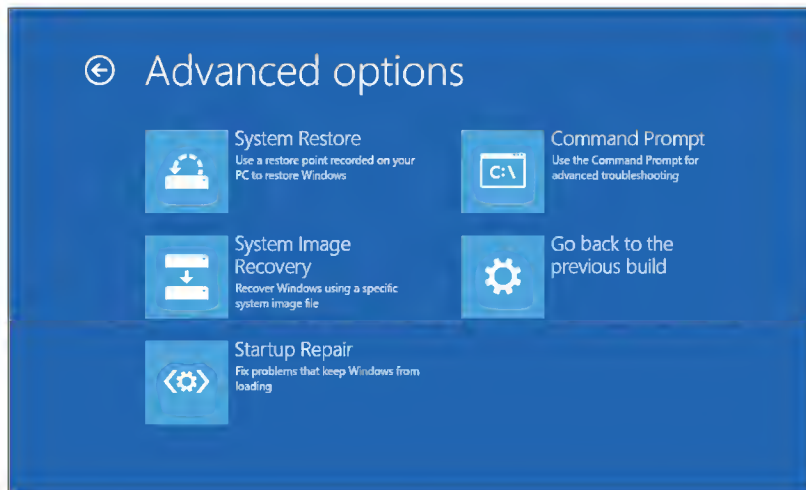 Advanced options
System Restore
Use a restore point recorded on your
PC to restore Windows
System Image
Recovery
Recover Windows using a specific
system image file
Startup Repair
Fix problems that keep Windows from
loading
Command Prompt
Use the Command Prompt for
advanced troubleshooting
C:\
Go back to the
previous build